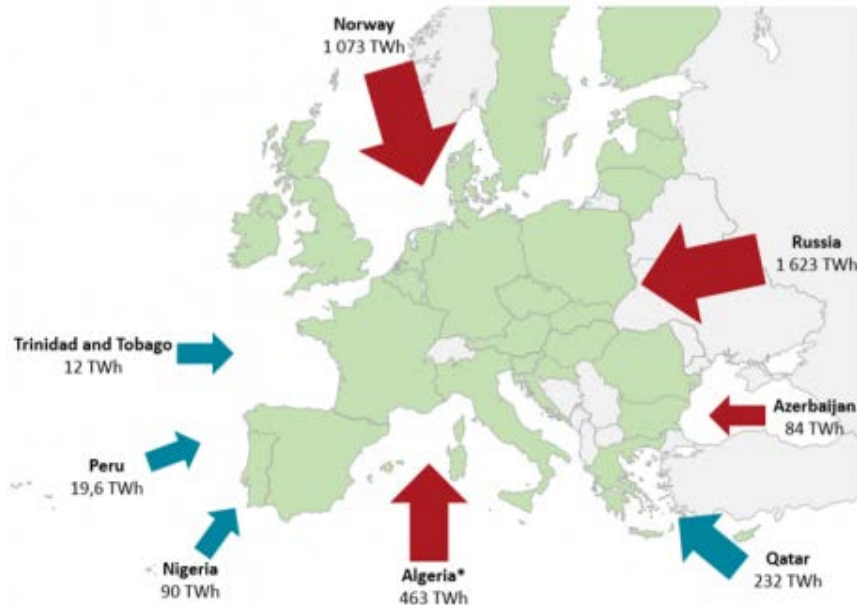 Norway
1 073 TWh
Russia
1 623 TWh
Trinidad and Tobago
12 TWh
Azerbaijan
84 TWh
Peru
19,6 TWh
Nigeria
90 TWh
Algeria*
463 TWh
Qatar
232 TWh